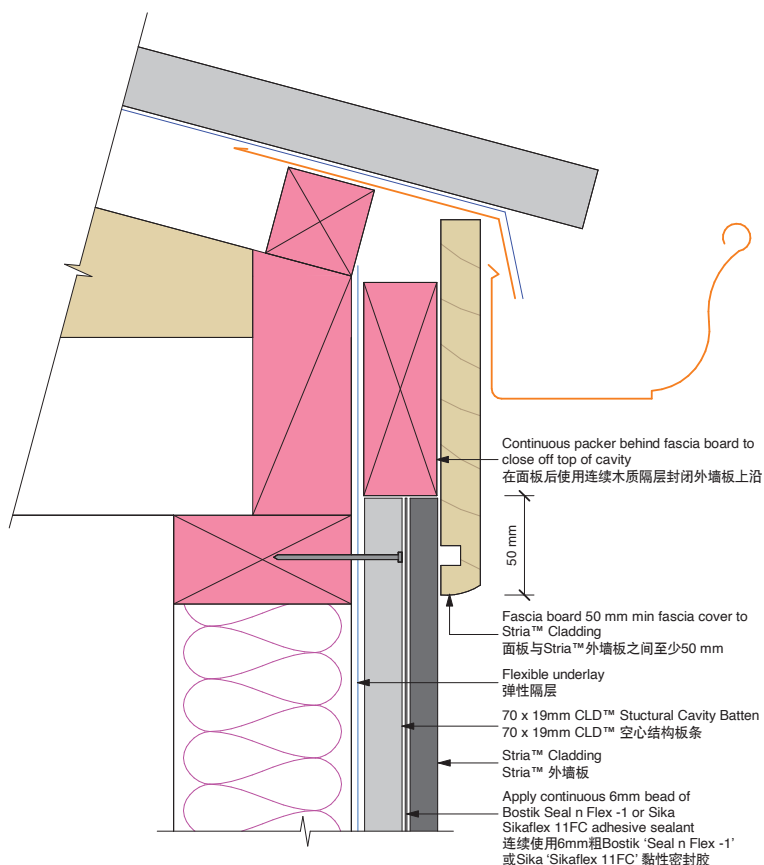 Continuous packer behind fascia board to
close off top of cavity
在面板后使用连续木质隔层封闭外墙板上沿
50 mm
Fascia board 50 mm min fascia cover to
Stria™ Cladding
面板与Stria™外墙板之间至少50 mm
Flexible underlay
弹性隔层
70 x 19mm CLD™ Stuctural Cavity Batten
70 x 19mm CLD™ 空心结构板条
Stria™ Cladding
Stria™ 外墙板
Apply continuous 6mm bead of
Bostik Seal n Flex -1 or Sika
Sikaflex 11FC adhesive sealant
连续使用6mm粗Bostik ‘Seal n Flex -1’
或Sika ‘Sikaflex 11FC’ 黏性密封胶